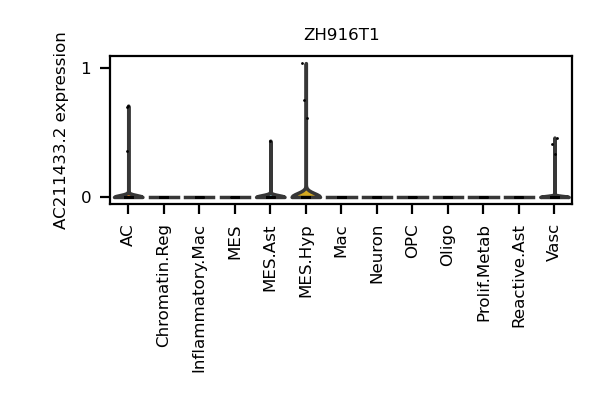 ZH916T1
AC211433.2 expression
1
0
AC
Chromatin.Reg
Inflammatory.Mac
MES
MES.Ast
MES.Hyp
Mac
Neuron
OPC
Oligo
Prolif.Metab
Reactive.Ast
Vasc